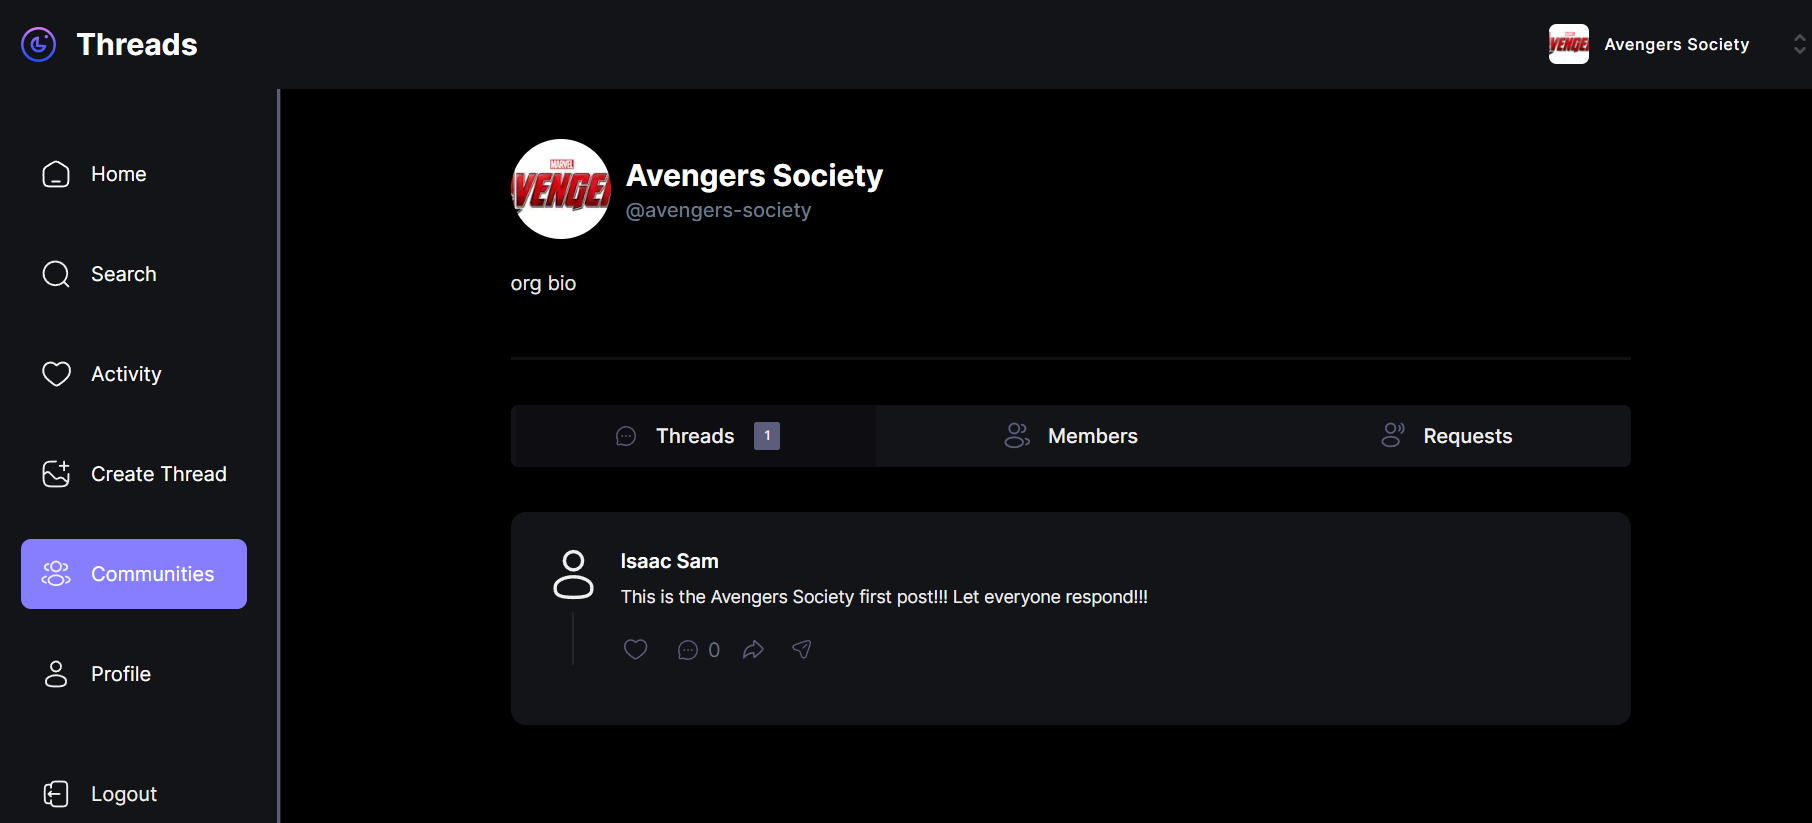 Threads
VENGE
Avengers Society
Home
Search
Activity
Create Thread
Communities
Profile
Logout
MARVEL
VENGE
Avengers Society
@avengers-society
org bio
Threads 1
Members
Requests
Isaac Sam
This is the Avengers Society first post!!! Let everyone respond!!!
0